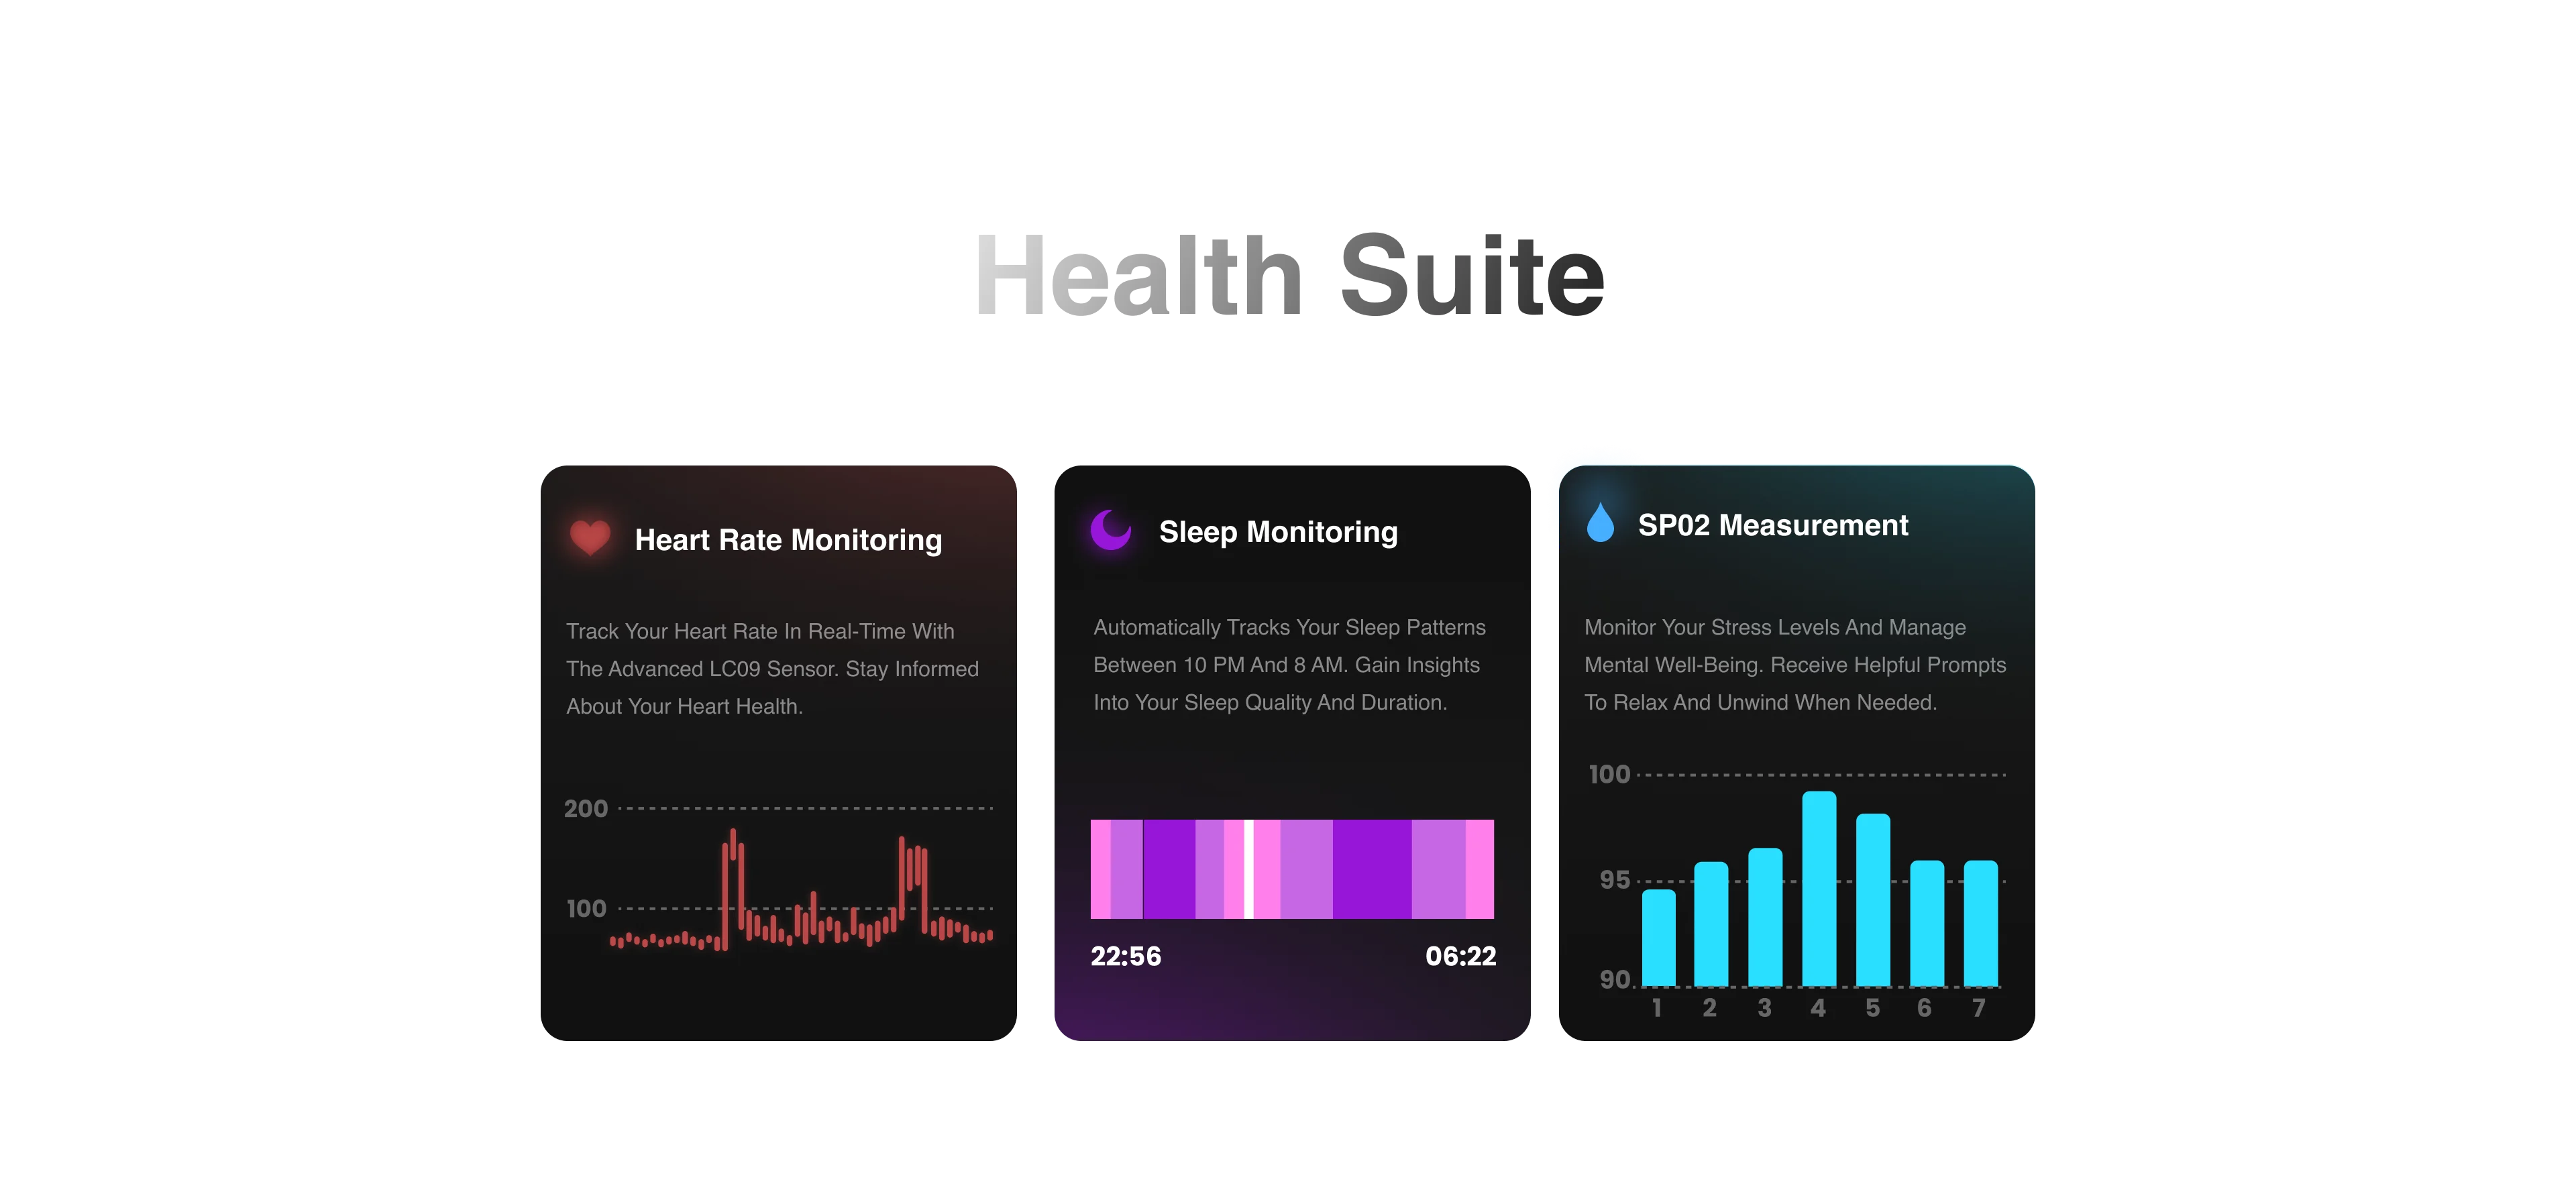 Health Suite
Heart Rate Monitoring
Track Your Heart Rate In Real-Time With
The Advanced LC09 Sensor. Stay Informed
About Your Heart Health.
200
100
Sleep Monitoring
Automatically Tracks Your Sleep Patterns
Between 10 PM And 8 AM. Gain Insights
Into Your Sleep Quality And Duration.
22:56 06:22
SP02 Measurement
Monitor Your Stress Levels And Manage
Mental Well-Being. Receive Helpful Prompts
To Relax And Unwind When Needed.
100
95
90
1 2 3 4 5 6 7